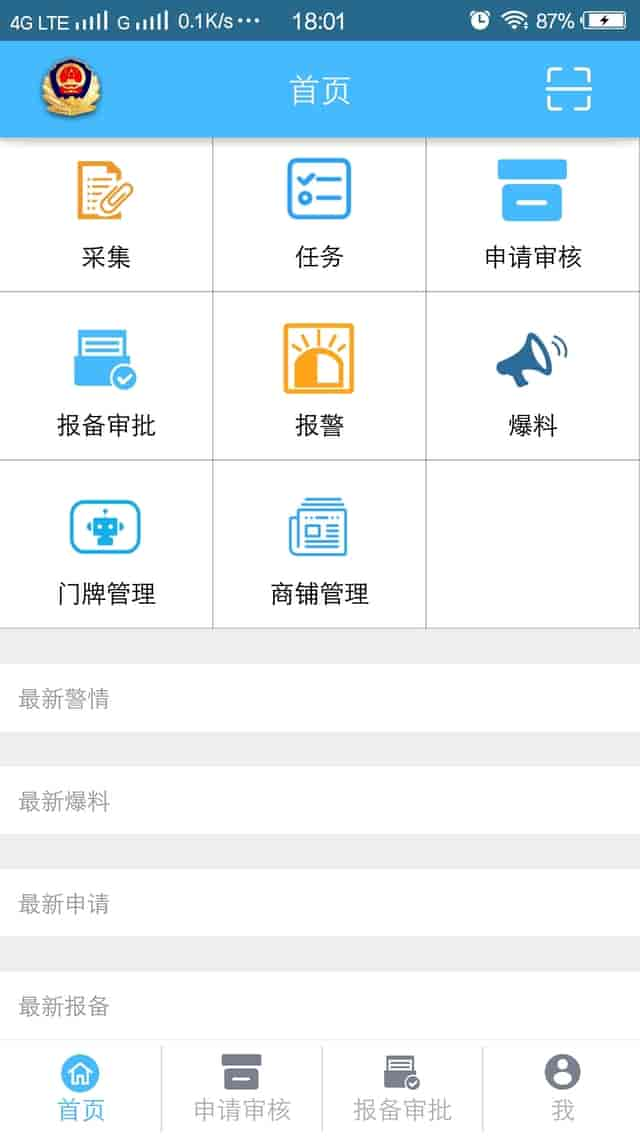 4G LTE G 0.1K/s 18:01 87%
首页
采集 任务 申请审核
报备审批 报警 爆料
门牌管理 商铺管理
最新警情
最新爆料
最新申请
最新报备
首页 申请审核 报备审批 我